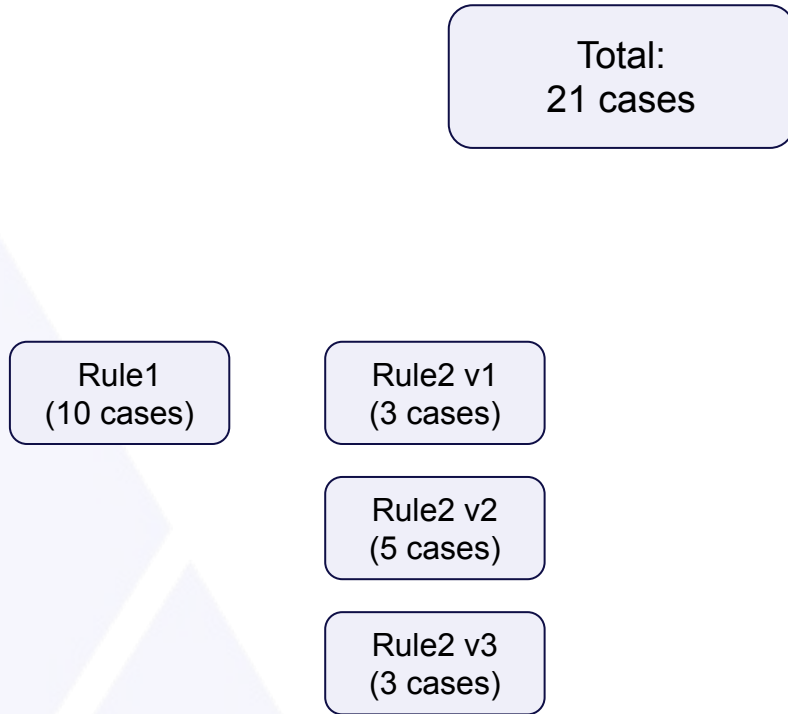 Total:
21 cases
Rule1
(10 cases)
Rule2 v1
(3 cases)
Rule2 v2
(5 cases)
Rule2 v3
(3 cases)